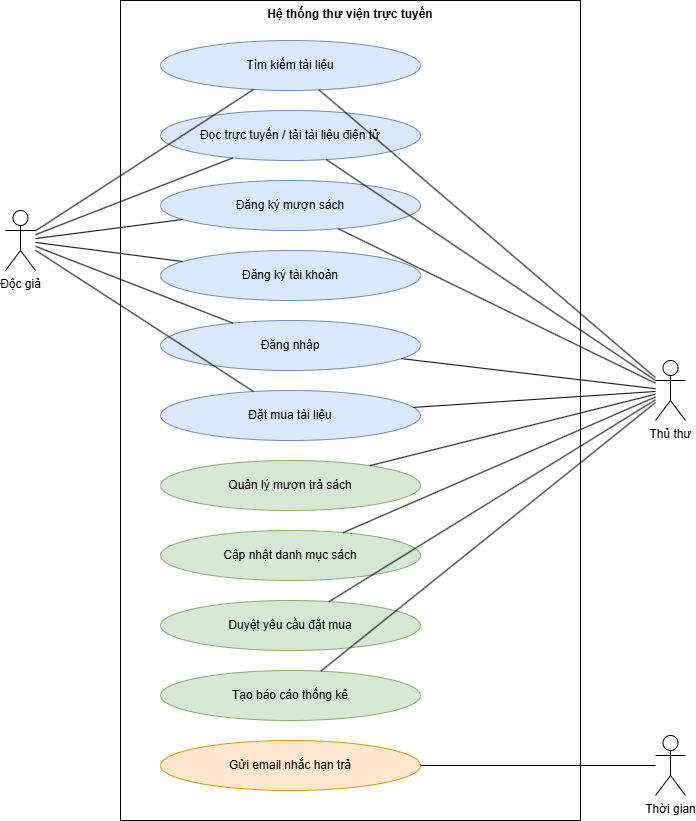 Hệ thống thư viện trực tuyến
Tìm kiếm tài liệu
Đọc trực tuyến / tải tài liệu điện tử
Đăng ký mượn sách
Đăng ký tài khoản
Độc giả
Đăng nhập
Đặt mua tài liệu
Thủ thư
Quản lý mượn trả sách
Cập nhật danh mục sách
Duyệt yêu cầu đặt mua
Tạo báo cáo thống kê
Gửi email nhắc hạn trả
Thời gian